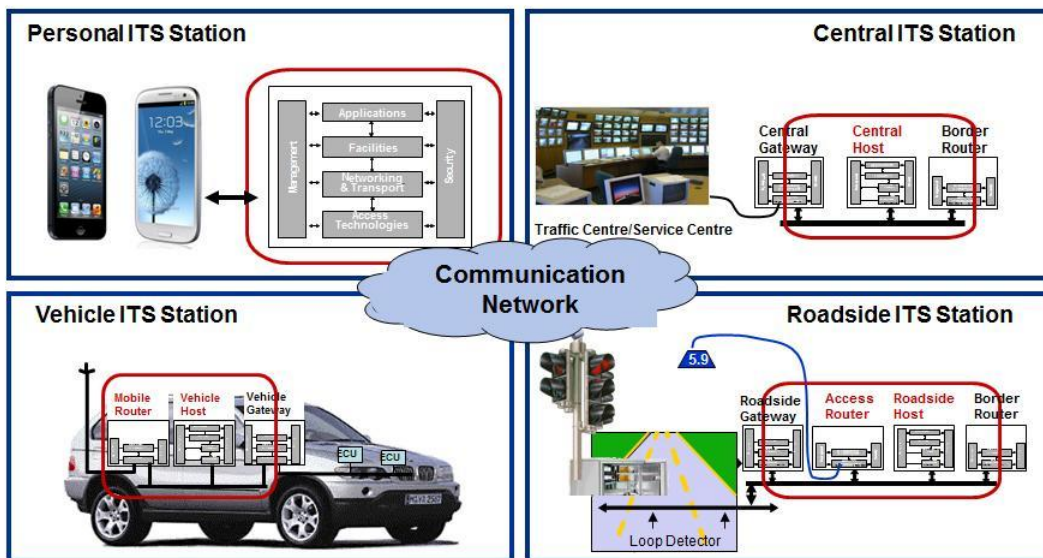 Personal ITS Station
12:03
Management
Applications
Facilities
Networking
& Transport
Access
Technologies
Security
Central ITS Station
Central
Gateway
Central
Host
Border
Router
Traffic Centre/Service Centre
Communication
Network
Vehicle ITS Station
Mobile
Router
Vehicle
Host
Vehicle
Gateway
ECU
ECU
Roadside ITS Station
5.9
Roadside
Gateway
Access
Router
Roadside
Host
Border
Router
Loop Detector